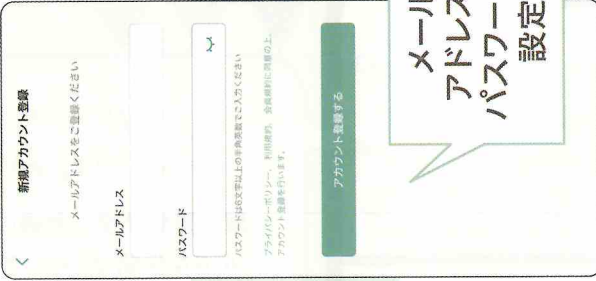 新規アカウント登録
メールアドレスをご登録ください
メールアドレス
パスワード
パスワードは6文字以上の半角英数でご入力ください
プライバシーポリシー、利用規約、会員規約に同意の上、
アカウント登録を行います。
アカウント登録する
メール
アドレス
パスワー
設定